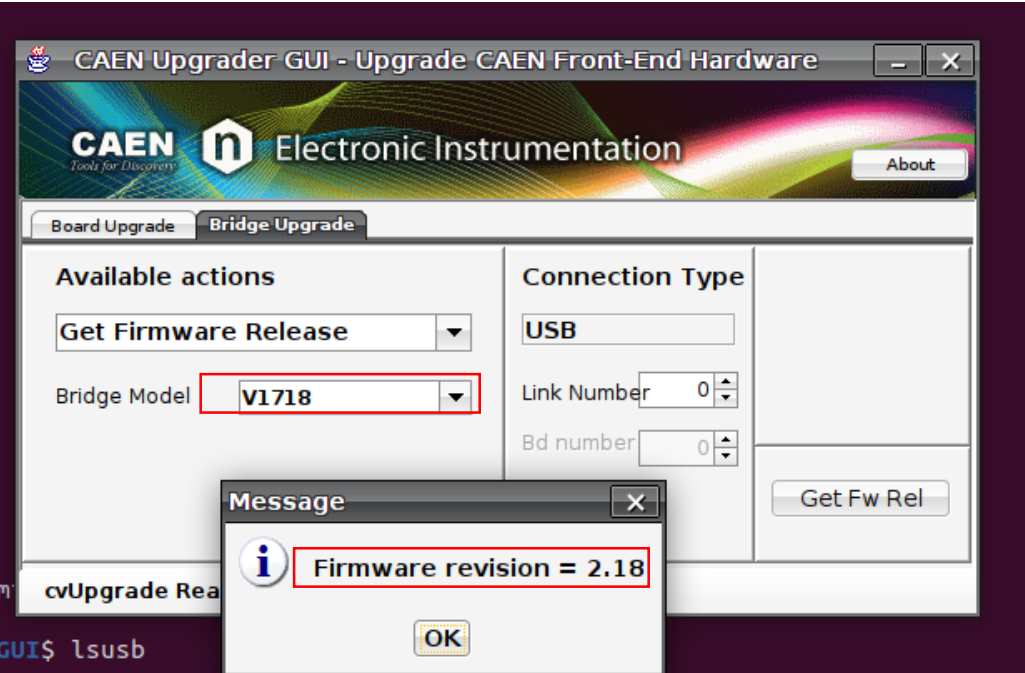 CAEN Upgrader GUI - Upgrade CAEN Front-End Hardware
CAEN
Tools for Discovery
n Electronic Instrumentation
About
Board Upgrade Bridge Upgrade
Available actions
Get Firmware Release
Bridge Model V1718
Connection Type
USB
Link Number 0
Bd number 0
Get Fw Rel
Message
Firmware revision = 2.18
OK
cvUpgrade Rea
GUI$ lsusb